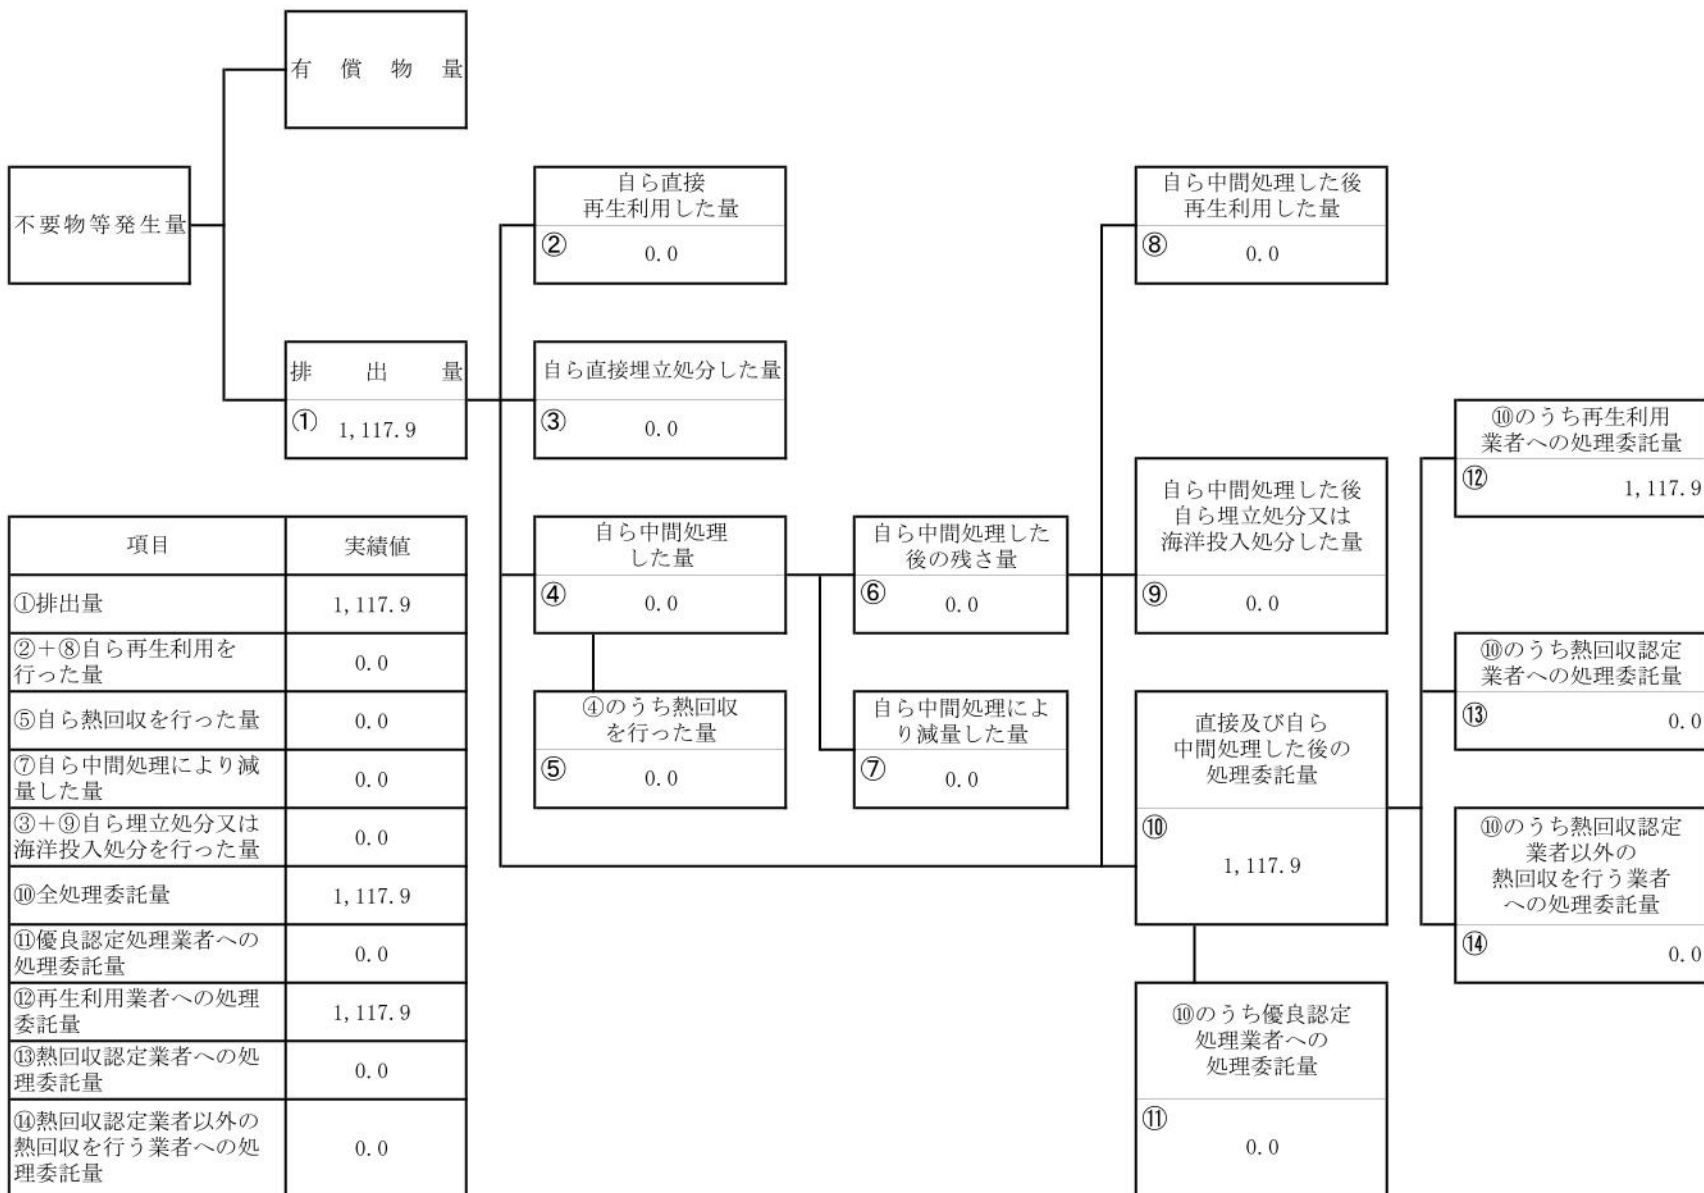 有償物量
不要物等発生量
排出量
① 1,117.9
自ら直接
再生利用した量
② 0.0
自ら直接埋立処分した量
③ 0.0
自ら中間処理
した量
④ 0.0
④のうち熱回収
を行った量
⑤ 0.0
自ら中間処理した
後の残さ量
⑥ 0.0
自ら中間処理によ
り減量した量
⑦ 0.0
自ら中間処理した後
再生利用した量
⑧ 0.0
自ら中間処理した後
自ら埋立処分又は
海洋投入処分した量
⑨ 0.0
直接及び自ら
中間処理した後の
処理委託量
⑩
1,117.9
⑩のうち優良認定
処理業者への
処理委託量
⑪
0.0
⑩のうち再生利用
業者への処理委託量
⑫ 1,117.9
⑩のうち熱回収認定
業者への処理委託量
⑬ 0.0
⑩のうち熱回収認定
業者以外の
熱回収を行う業者
への処理委託量
⑭ 0.0
項目 実績値
①排出量 1,117.9
②+⑧自ら再生利用を
行った量 0.0
⑤自ら熱回収を行った量 0.0
⑦自ら中間処理により減
量した量 0.0
③+⑨自ら埋立処分又は
海洋投入処分を行った量 0.0
⑩全処理委託量 1,117.9
⑪優良認定処理業者への
処理委託量 0.0
⑫再生利用業者への処理
委託量 1,117.9
⑬熱回収認定業者への処
理委託量 0.0
⑭熱回収認定業者以外の
熱回収を行う業者への処 0.0
理委託量